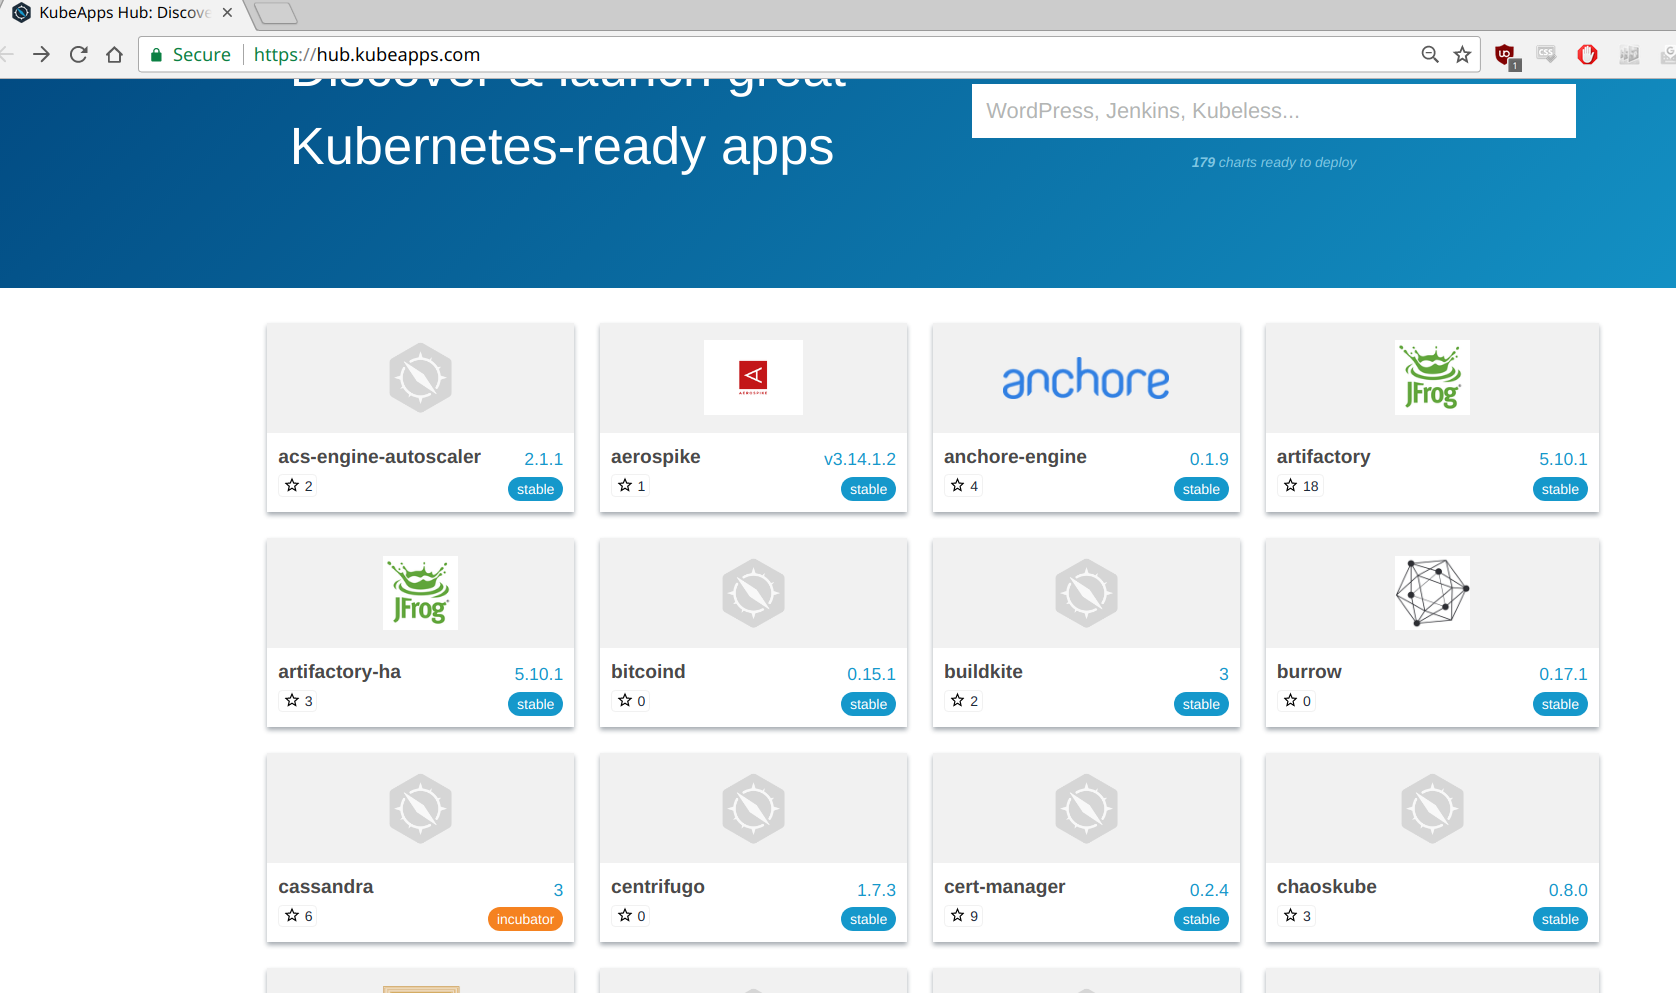 KubeApps Hub: Discove
Secure
https://hub.kubeapps.com
1
Discover & launch great
Kubernetes-ready apps
WordPress, Jenkins, Kubeless...
179 charts ready to deploy
AEROSPIKE
anchore
JFrog
acs-engine-autoscaler 2.1.1
2 stable
aerospike v3.14.1.2
1 stable
anchore-engine 0.1.9
4 stable
artifactory 5.10.1
18 stable
JFrog
artifactory-ha 5.10.1
3 stable
bitcoind 0.15.1
0 stable
buildkite 3
2 stable
burrow 0.17.1
0 stable
cassandra 3
6 incubator
centrifugo 1.7.3
0 stable
cert-manager 0.2.4
9 stable
chaoskube 0.8.0
3 stable